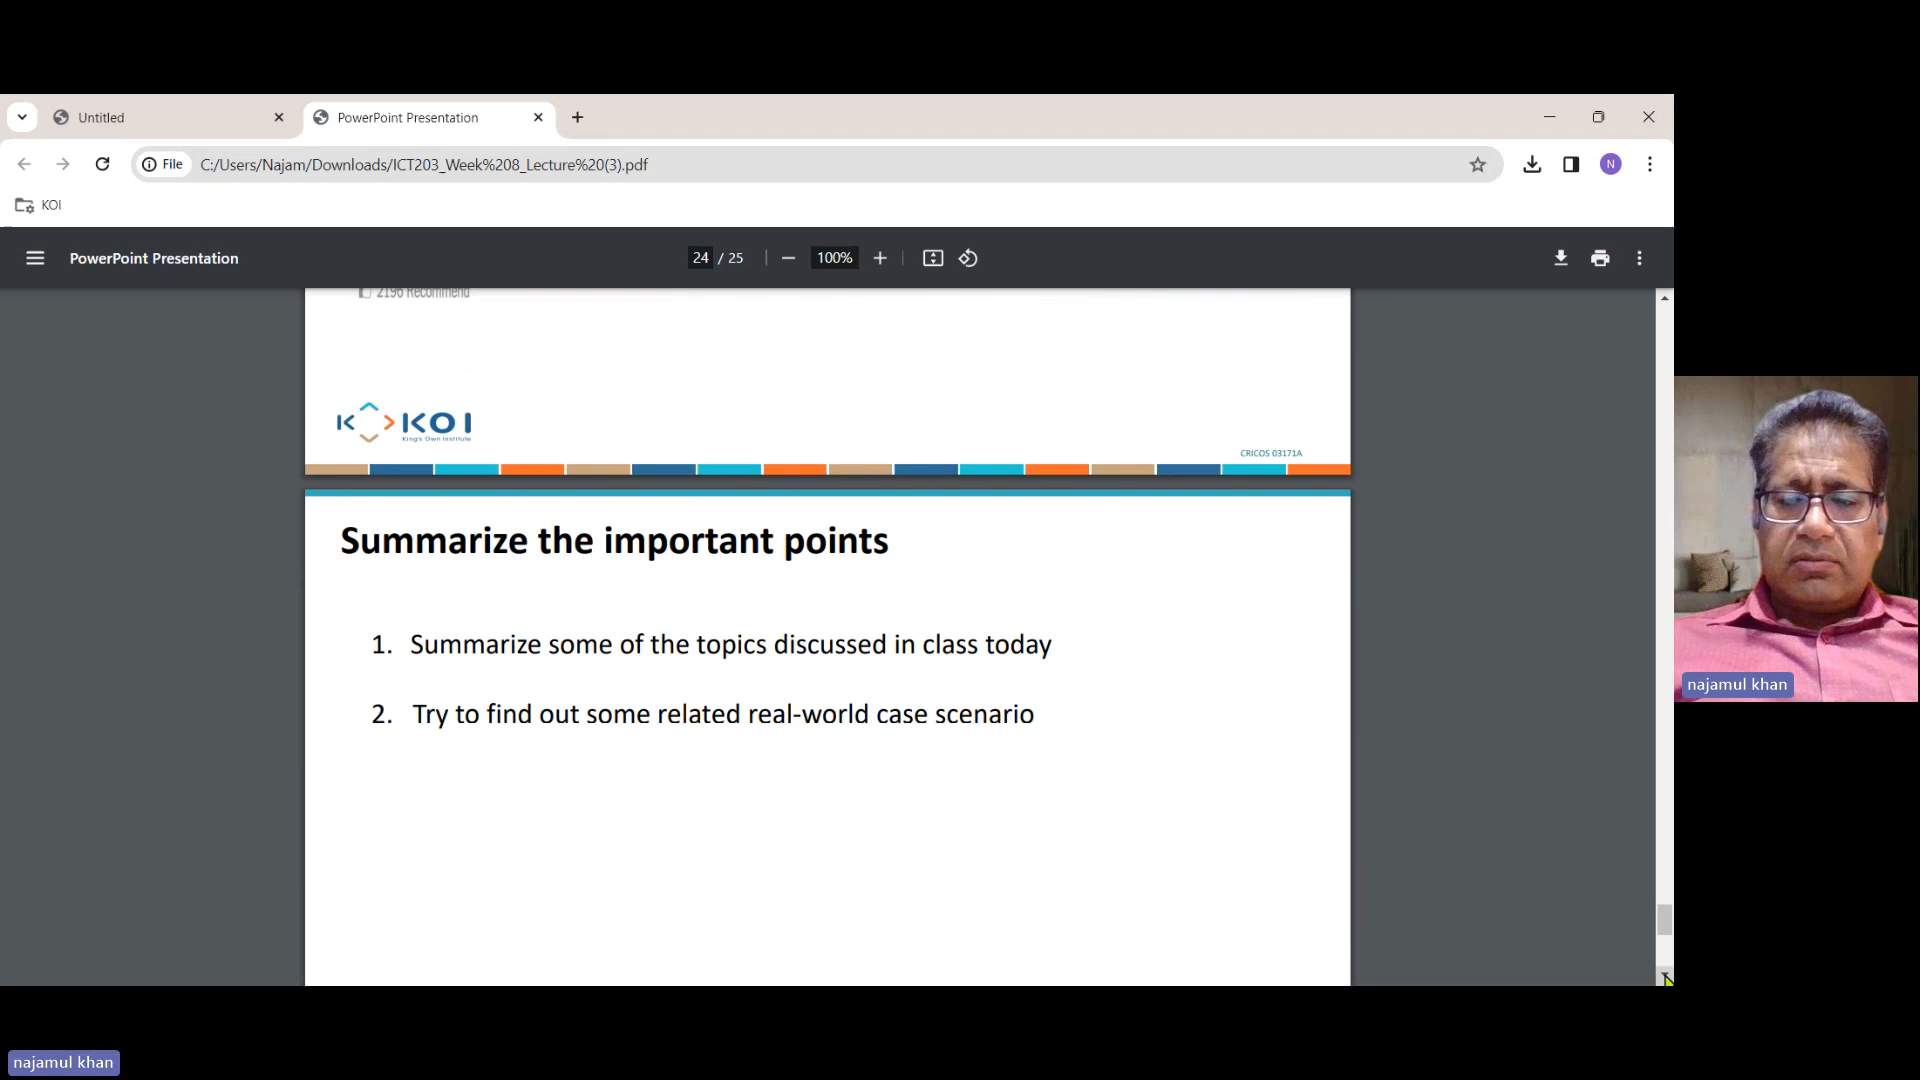 Untitled
PowerPoint Presentation
File
C:/Users/Najam/Downloads/ICT203_Week%208_Lecture%20(3).pdf
N
KOI
PowerPoint Presentation
24 / 25
100%
2196 Recommend
K KOI
King's Own Institute
CRICOS 03171A
Summarize the important points
1. Summarize some of the topics discussed in class today
2. Try to find out some related real-world case scenario
najamul khan
najamul khan